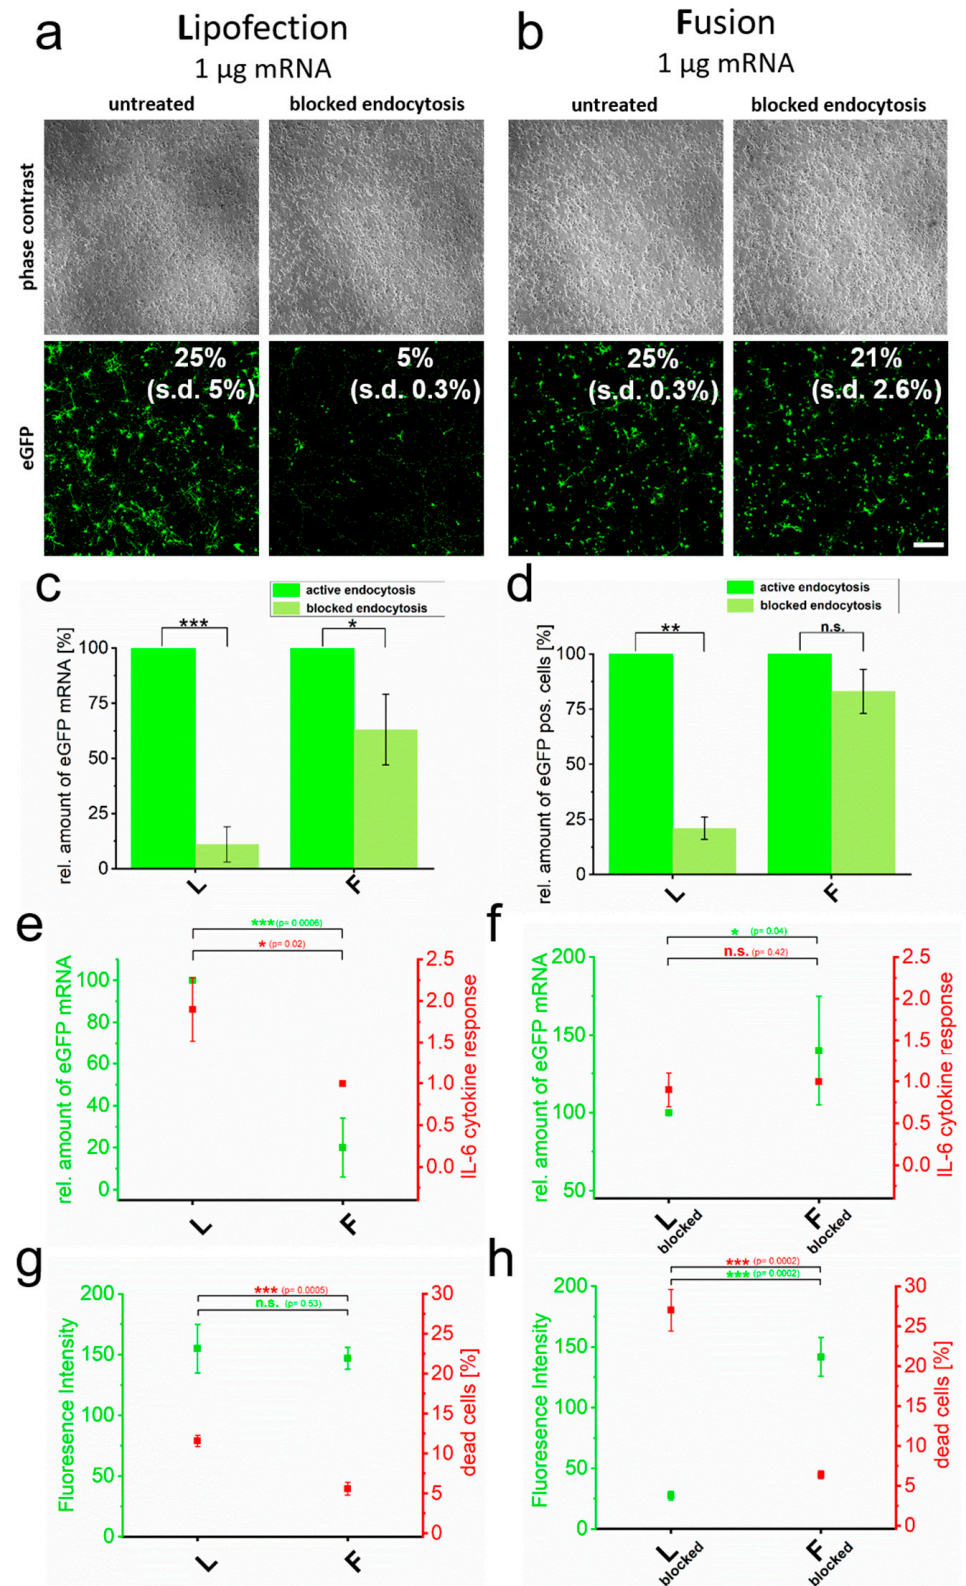 a
Lipofection
1 µg mRNA
b
Fusion
1 µg mRNA
untreated
blocked endocytosis
untreated
blocked endocytosis
phase contrast
eGFP
25%
(s.d. 5%)
5%
(s.d. 0.3%)
25%
(s.d. 0.3%)
21%
(s.d. 2.6%)
c
active endocytosis
blocked endocytosis
***
*
rel. amount of eGFP mRNA [%]
100
75
50
25
0
L
F
d
active endocytosis
blocked endocytosis
**
n.s.
rel. amount of eGFP pos. cells [%]
100
75
50
25
0
L
F
e
*** (p= 0.0006)
* (p= 0.02)
rel. amount of eGFP mRNA
100
80
60
40
20
0
2.5
2.0
1.5
1.0
0.5
0.0
IL-6 cytokine response
L
F
f
* (p= 0.04)
n.s. (p= 0.42)
rel. amount of eGFP mRNA
200
150
100
50
2.5
2.0
1.5
1.0
0.5
0.0
IL-6 cytokine response
L
blocked
F
blocked
g
*** (p= 0.0005)
n.s. (p= 0.53)
Fluoresence Intensity
200
150
100
50
0
30
25
20
15
10
5
0
dead cells [%]
L
F
h
*** (p= 0.0002)
*** (p= 0.0002)
Fluoresence Intensity
200
150
100
50
0
30
25
20
15
10
5
0
dead cells [%]
L
blocked
F
blocked